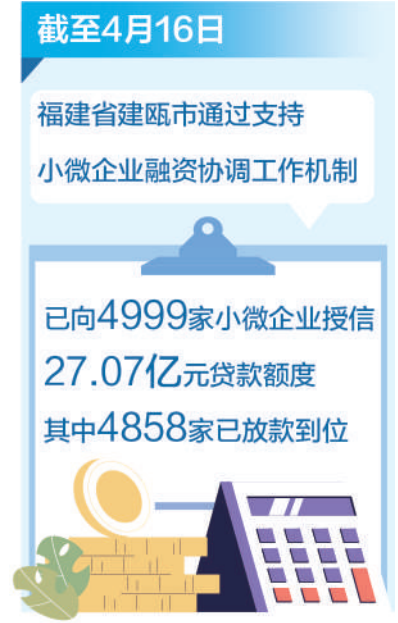 截至4月16日
福建省建瓯市通过支持
小微企业融资协调工作机制
已向4999家小微企业授信
27.07亿元贷款额度
其中4858家已放款到位